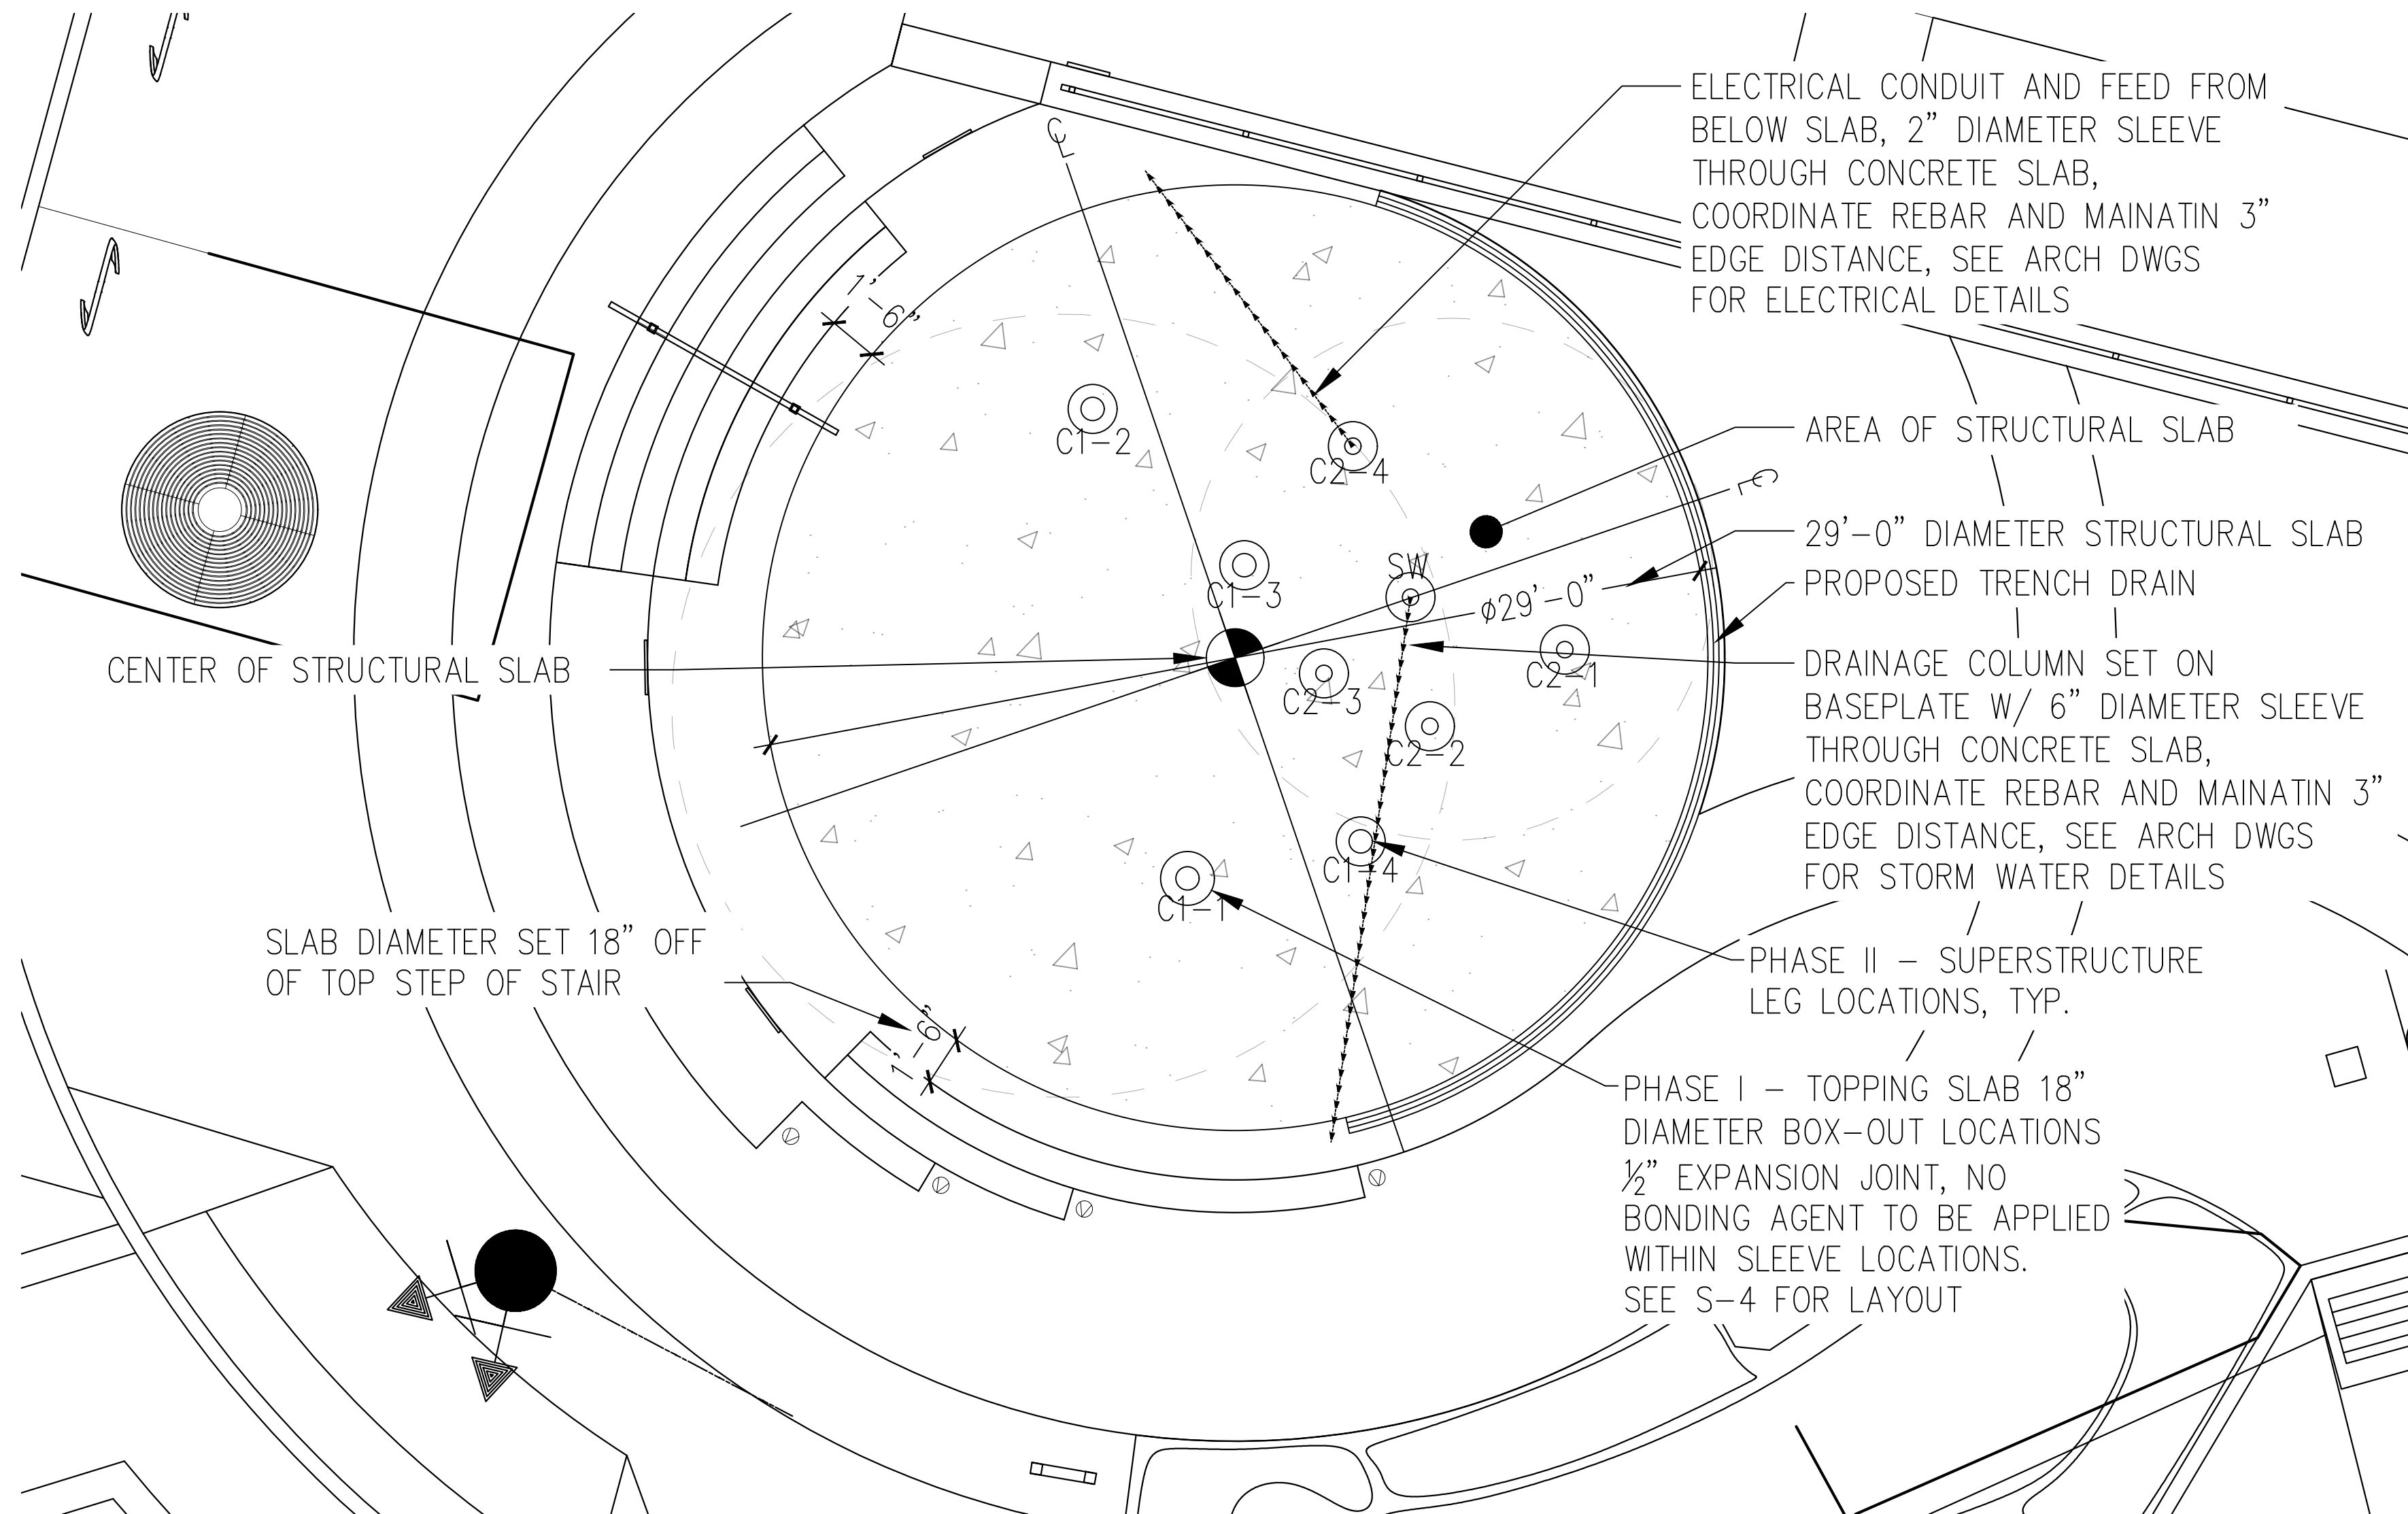 ELECTRICAL CONDUIT AND FEED FROM
BELOW SLAB, 2" DIAMETER SLEEVE
THROUGH CONCRETE SLAB,
COORDINATE REBAR AND MAINATIN 3"
EDGE DISTANCE, SEE ARCH DWGS
FOR ELECTRICAL DETAILS
CL
1'-6"
C1-2
C2-4
AREA OF STRUCTURAL SLAB
CL
29'-0" DIAMETER STRUCTURAL SLAB
C1-3
SW
ø29'-0"
PROPOSED TRENCH DRAIN
CENTER OF STRUCTURAL SLAB
C2-3
C2-1
C2-2
DRAINAGE COLUMN SET ON
BASEPLATE W/ 6" DIAMETER SLEEVE
THROUGH CONCRETE SLAB,
COORDINATE REBAR AND MAINATIN 3"
EDGE DISTANCE, SEE ARCH DWGS
FOR STORM WATER DETAILS
C1-4
C1-1
SLAB DIAMETER SET 18" OFF
OF TOP STEP OF STAIR
1'-6"
PHASE II - SUPERSTRUCTURE
LEG LOCATIONS, TYP.
PHASE I - TOPPING SLAB 18"
DIAMETER BOX-OUT LOCATIONS
½" EXPANSION JOINT, NO
BONDING AGENT TO BE APPLIED
WITHIN SLEEVE LOCATIONS.
SEE S-4 FOR LAYOUT